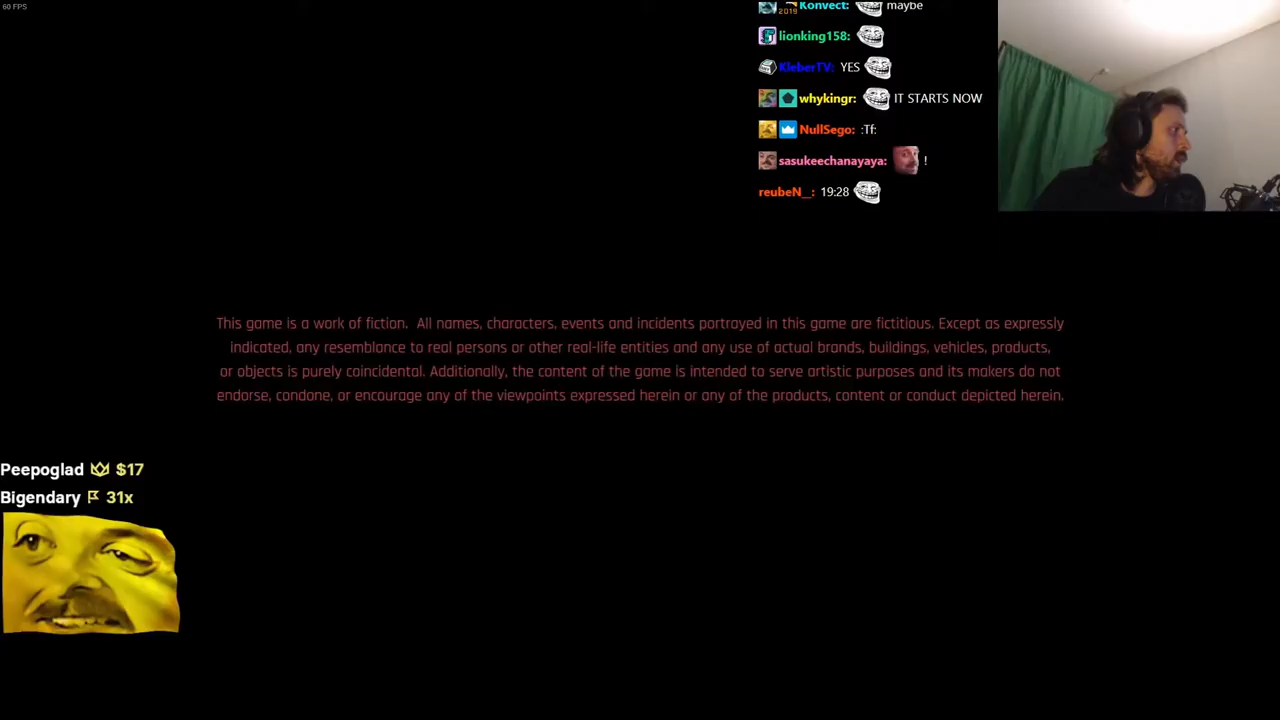 60 FPS
2019 Konvect: maybe
lionking158:
KleberTV: YES
whykingr: IT STARTS NOW
NullSego: :Tf:
sasukeechanayaya: !
reubeN__: 19:28
This game is a work of fiction. All names, characters, events and incidents portrayed in this game are fictitious. Except as expressly
indicated, any resemblance to real persons or other real-life entities and any use of actual brands, buildings, vehicles, products,
or objects is purely coincidental. Additionally, the content of the game is intended to serve artistic purposes and its makers do not
endorse, condone, or encourage any of the viewpoints expressed herein or any of the products, content or conduct depicted herein.
Peepoglad $17
Bigendary 31x